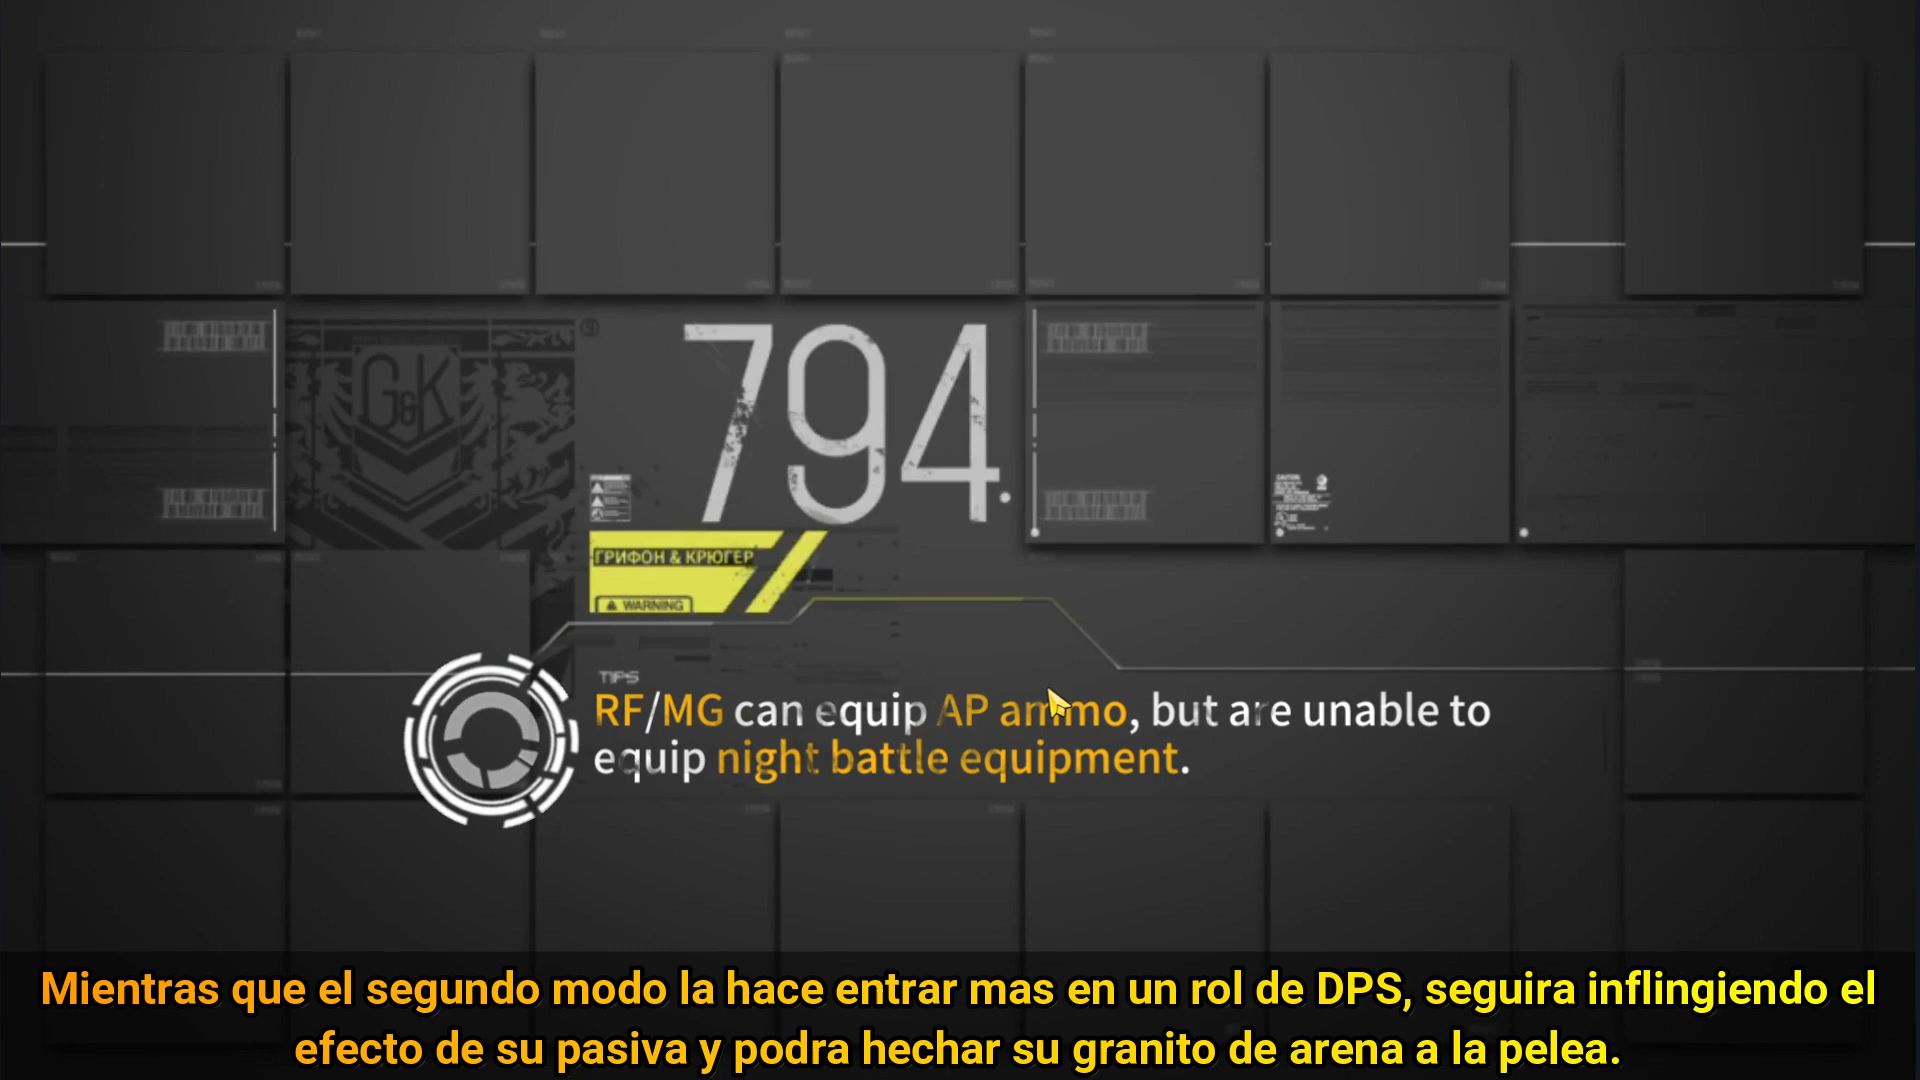 G&K
794.
ГРИФОН & КРЮГЕР
WARNING
TIPS
RF/MG can equip AP ammo, but are unable to
equip night battle equipment.
CAUTION
Mientras que el segundo modo la hace entrar mas en un rol de DPS, seguira inflingiendo el
efecto de su pasiva y podra hechar su granito de arena a la pelea.